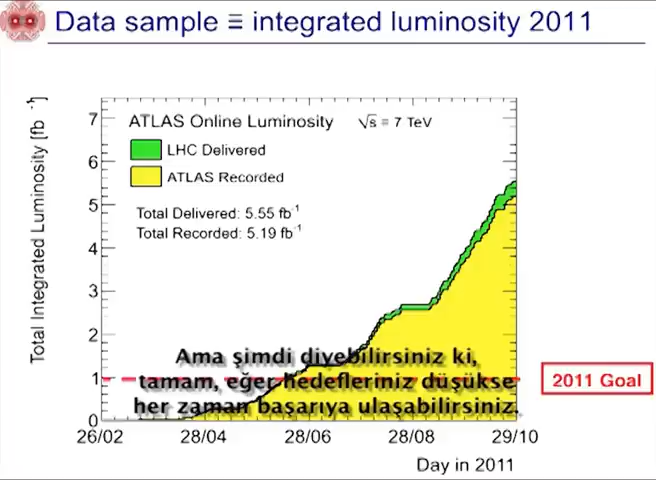 Data sample ≡ integrated luminosity 2011
Total Integrated Luminosity [fb⁻¹]
7
6
5
4
3
2
1
0
ATLAS Online Luminosity √s = 7 TeV
LHC Delivered
ATLAS Recorded
Total Delivered: 5.55 fb⁻¹
Total Recorded: 5.19 fb⁻¹
Ama şimdi diyebilirsiniz ki,
tamam, eğer hedefleriniz düşükse
her zaman başarıya ulaşabilirsiniz.
2011 Goal
26/02 28/04 28/06 28/08 29/10
Day in 2011